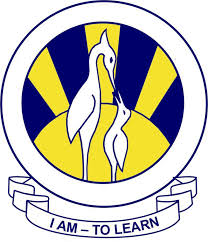 I AM – TO LEARN